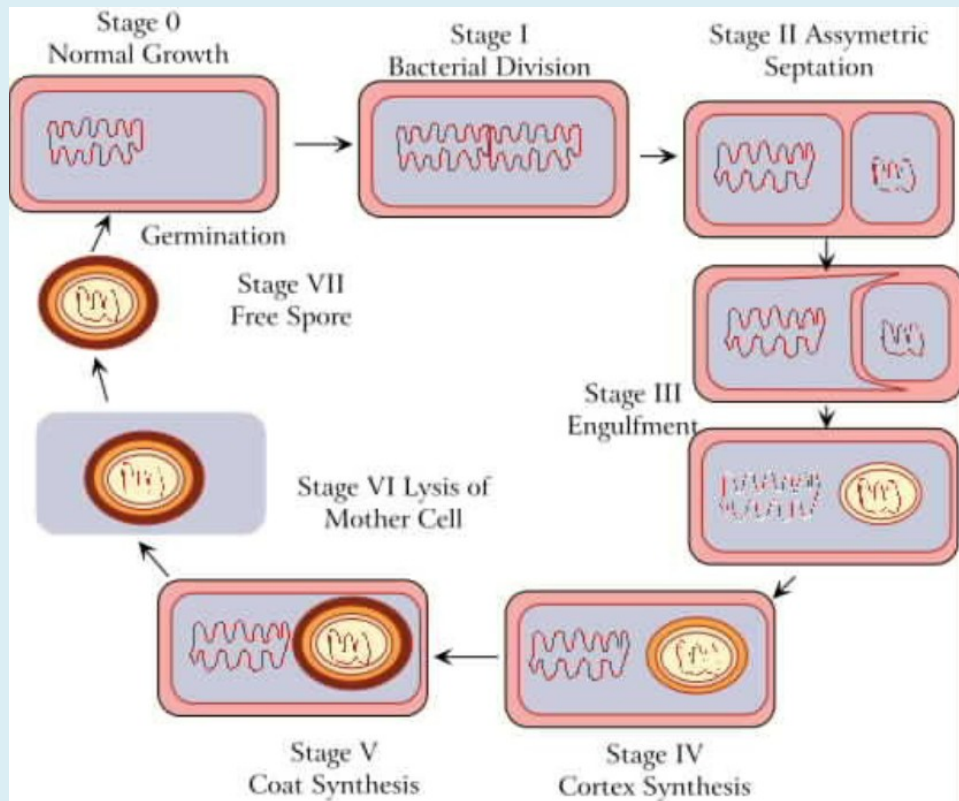 Stage 0
Normal Growth
Stage I
Bacterial Division
Stage II Assymetric
Septation
Germination
Stage VII
Free Spore
Stage III
Engulfment
Stage VI Lysis of
Mother Cell
Stage V
Coat Synthesis
Stage IV
Cortex Synthesis